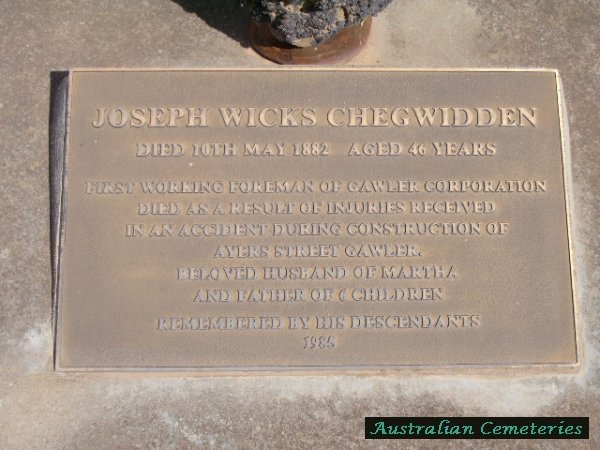 JOSEPH WICKS CHEGWIDDEN
DIED 10TH MAY 1882 AGED 46 YEARS
FIRST WORKING FOREMAN OF GAWLER CORPORATION
DIED AS A RESULT OF INJURIES RECEIVED
IN AN ACCIDENT DURING CONSTRUCTION OF
AYERS STREET GAWLER.
BELOVED HUSBAND OF MARTHA
AND FATHER OF 6 CHILDREN
REMEMBERED BY HIS DESCENDANTS
1985
Australian Cemeteries